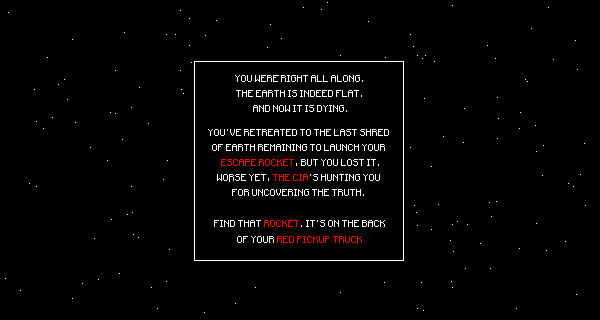 YOU WERE RIGHT ALL ALONG.
THE EARTH IS INDEED FLAT.
AND NOW IT IS DYING.
YOU'VE RETREATED TO THE LAST SHRED
OF EARTH REMAINING TO LAUNCH YOUR
ESCAPE ROCKET. BUT YOU LOST IT.
WORSE YET, THE CIA'S HUNTING YOU
FOR UNCOVERING THE TRUTH.
FIND THAT ROCKET. IT'S ON THE BACK
OF YOUR RED PICKUP TRUCK